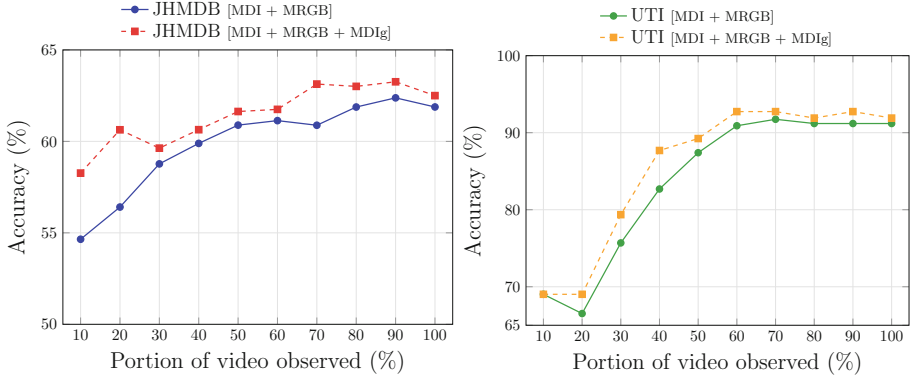 JHMDB [MDI + MRGB]
JHMDB [MDI + MRGB + MDIg]
65
60
55
50
10 20 30 40 50 60 70 80 90 100
Portion of video observed (%)
Accuracy (%)
UTI [MDI + MRGB]
UTI [MDI + MRGB + MDIg]
100
90
80
70
65
10 20 30 40 50 60 70 80 90 100
Portion of video observed (%)
Accuracy (%)